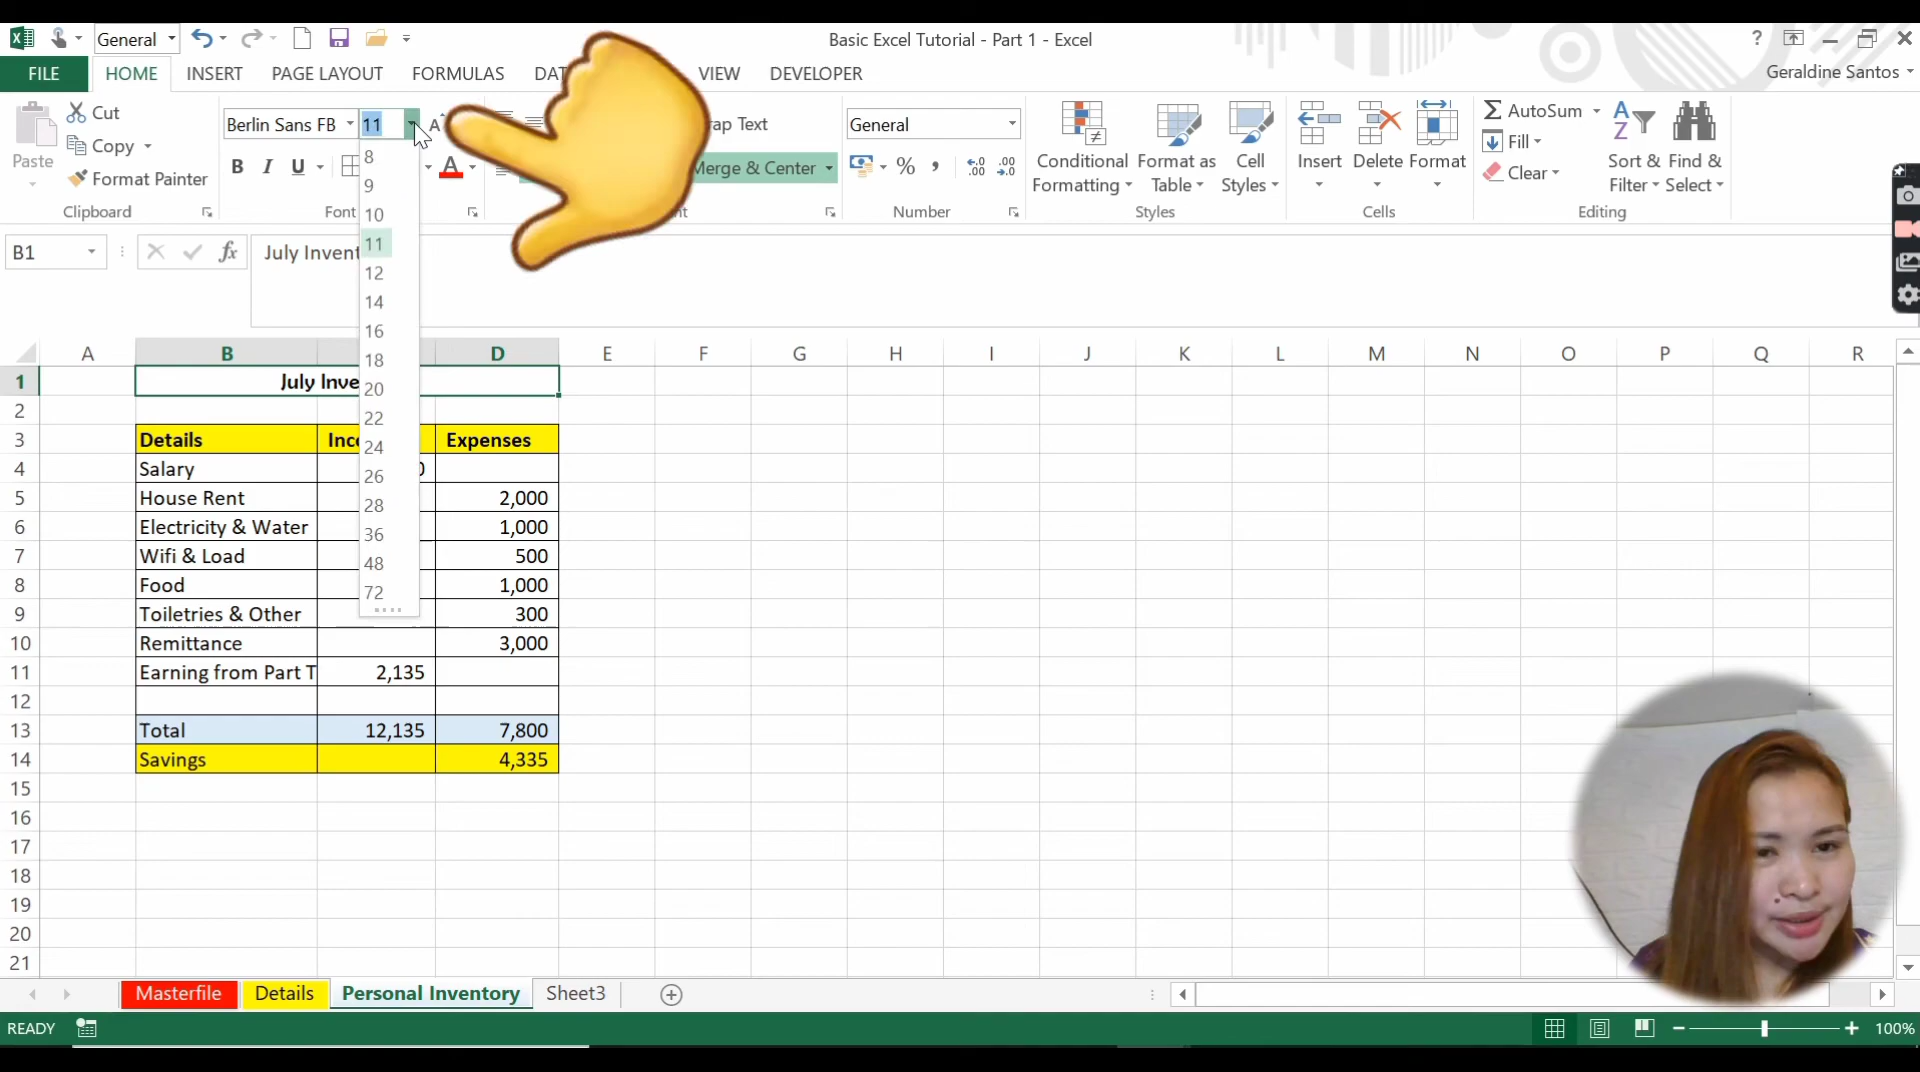 General
Basic Excel Tutorial - Part 1 - Excel
?
FILE HOME INSERT PAGE LAYOUT FORMULAS DAT VIEW DEVELOPER Geraldine Santos
Paste
Cut
Copy
Format Painter
Clipboard
Berlin Sans FB 11
B I U A
Font
rap Text
Merge & Center
General
% ,
Number
Conditional Formatting
Format as Table
Cell Styles
Styles
Insert Delete Format
Cells
AutoSum
Fill
Clear
Sort & Filter
Find & Select
Editing
8
9
10
11
12
14
16
18
20
22
24
26
28
36
48
72
B1 fx July Invent
A B D E F G H I J K L M N O P Q R
1 July Inve
2
3 Details Inco Expenses
4 Salary 0
5 House Rent 2,000
6 Electricity & Water 1,000
7 Wifi & Load 500
8 Food 1,000
9 Toiletries & Other 300
10 Remittance 3,000
11 Earning from Part T 2,135
12
13 Total 12,135 7,800
14 Savings 4,335
15
16
17
18
19
20
21
Masterfile Details Personal Inventory Sheet3
READY 100%